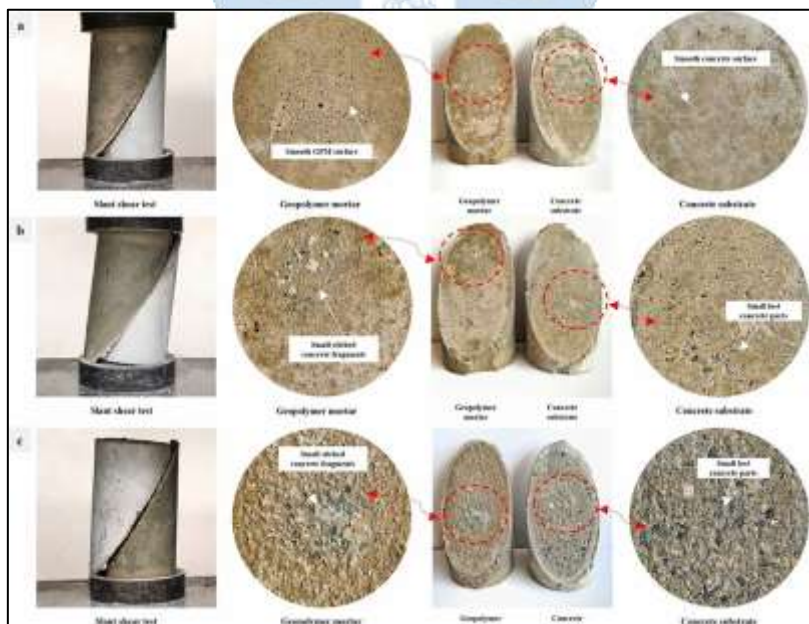 a
Smooth GPM surface
Smooth concrete surface
Slant shear test
Geopolymer mortar
Geopolymer
mortar
Concrete
substrate
Concrete substrate
b
Small sticked
concrete fragments
Small lost
concrete parts
Slant shear test
Geopolymer mortar
Geopolymer
mortar
Concrete
substrate
Concrete substrate
c
Small sticked
concrete fragments
Small lost
concrete parts
Slant shear test
Geopolymer mortar
Geopolymer
Concrete
Concrete substrate